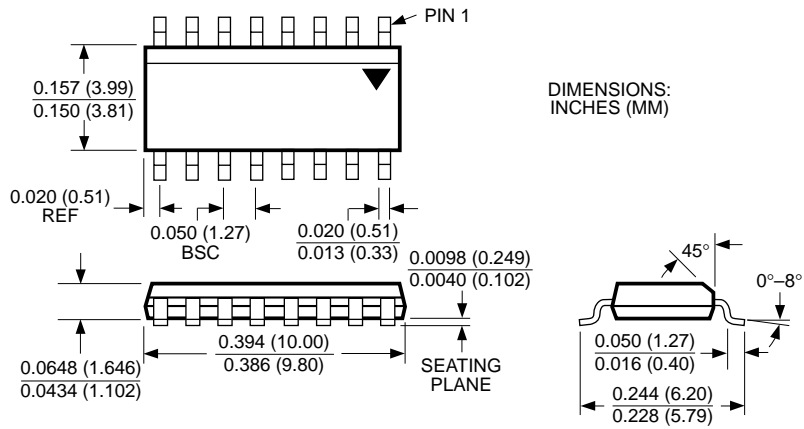 PIN 1
0.157 (3.99)
0.150 (3.81)
DIMENSIONS:
INCHES (MM)
0.020 (0.51)
REF
0.050 (1.27)
BSC
0.020 (0.51)
0.013 (0.33)
0.0098 (0.249)
0.0040 (0.102)
45°
0°–8°
0.0648 (1.646)
0.0434 (1.102)
0.394 (10.00)
0.386 (9.80)
SEATING
PLANE
0.050 (1.27)
0.016 (0.40)
0.244 (6.20)
0.228 (5.79)